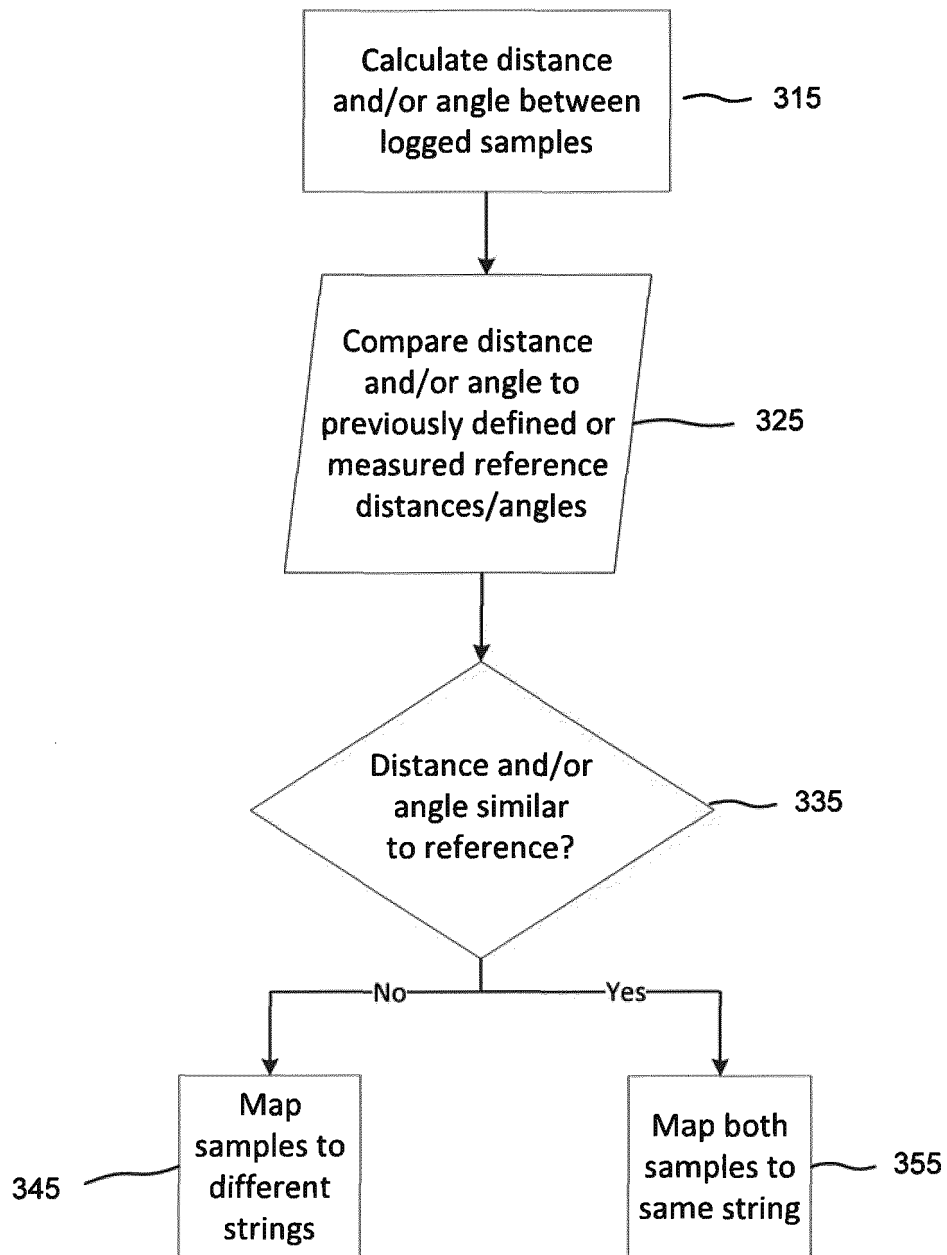 Calculate distance
and/or angle between
logged samples
315
Compare distance
and/or angle to
previously defined or
measured reference
distances/angles
325
Distance and/or
angle similar
to reference?
335
No
Yes
Map
samples to
different
strings
345
Map both
samples to
same string
355